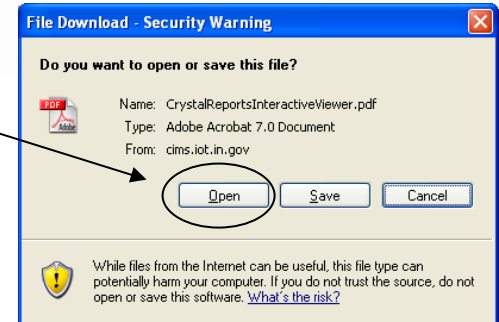 File Download - Security Warning
Do you want to open or save this file?
PDF
Adobe
Name: CrystalReportsInteractiveViewer.pdf
Type: Adobe Acrobat 7.0 Document
From: cims.iot.in.gov
Open Save Cancel
While files from the Internet can be useful, this file type can
potentially harm your computer. If you do not trust the source, do not
open or save this software. What's the risk?